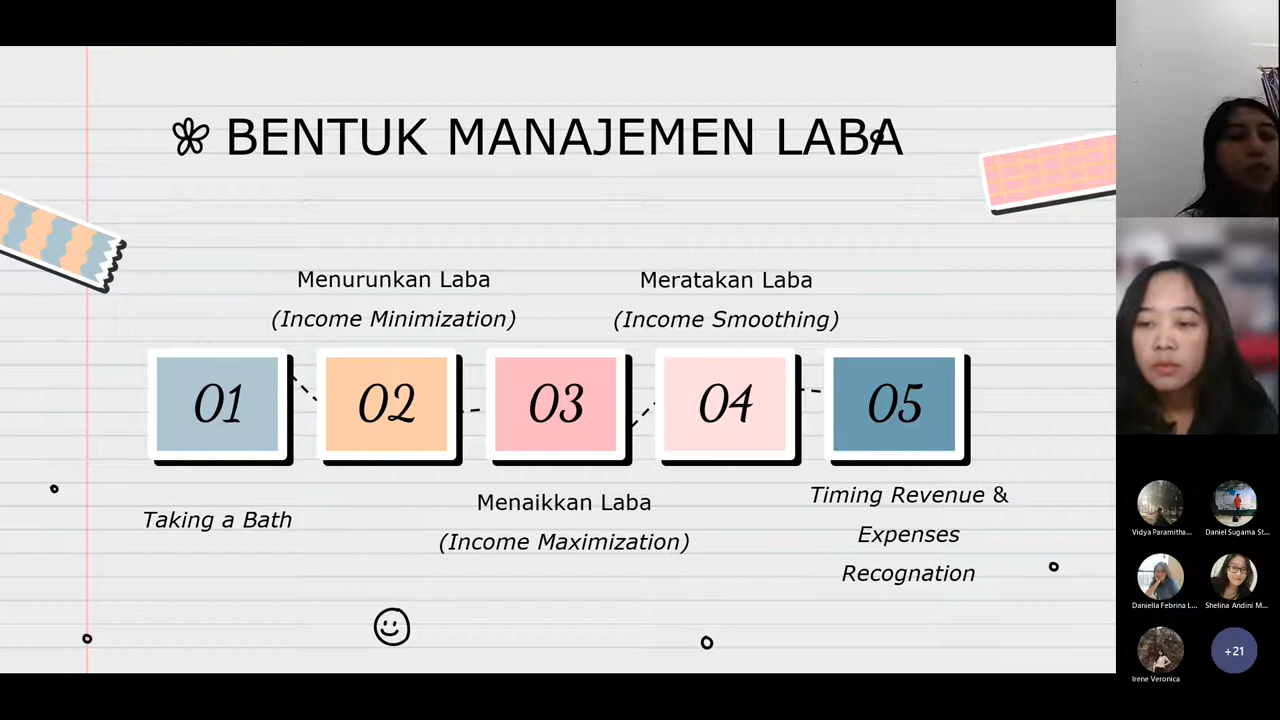 BENTUK MANAJEMEN LABA
Menurunkan Laba
(Income Minimization)
Meratakan Laba
(Income Smoothing)
01
02
03
04
05
Taking a Bath
Menaikkan Laba
(Income Maximization)
Timing Revenue &
Expenses
Recognation
Vidya Paramitha...
Daniel Sugama St...
Daniella Febrina L...
Shelina Andini M...
Irene Veronica
+21